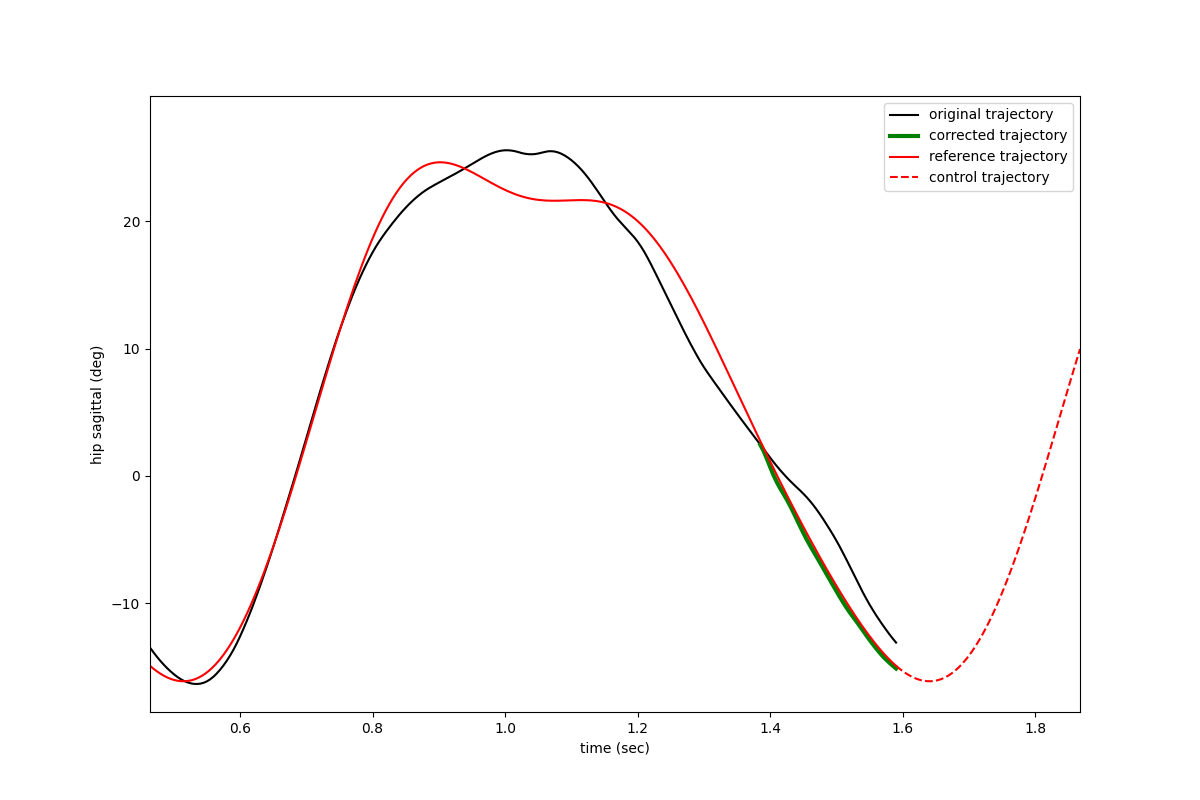 original trajectory
corrected trajectory
reference trajectory
control trajectory
20
10
0
−10
hip sagittal (deg)
0.6 0.8 1.0 1.2 1.4 1.6 1.8
time (sec)